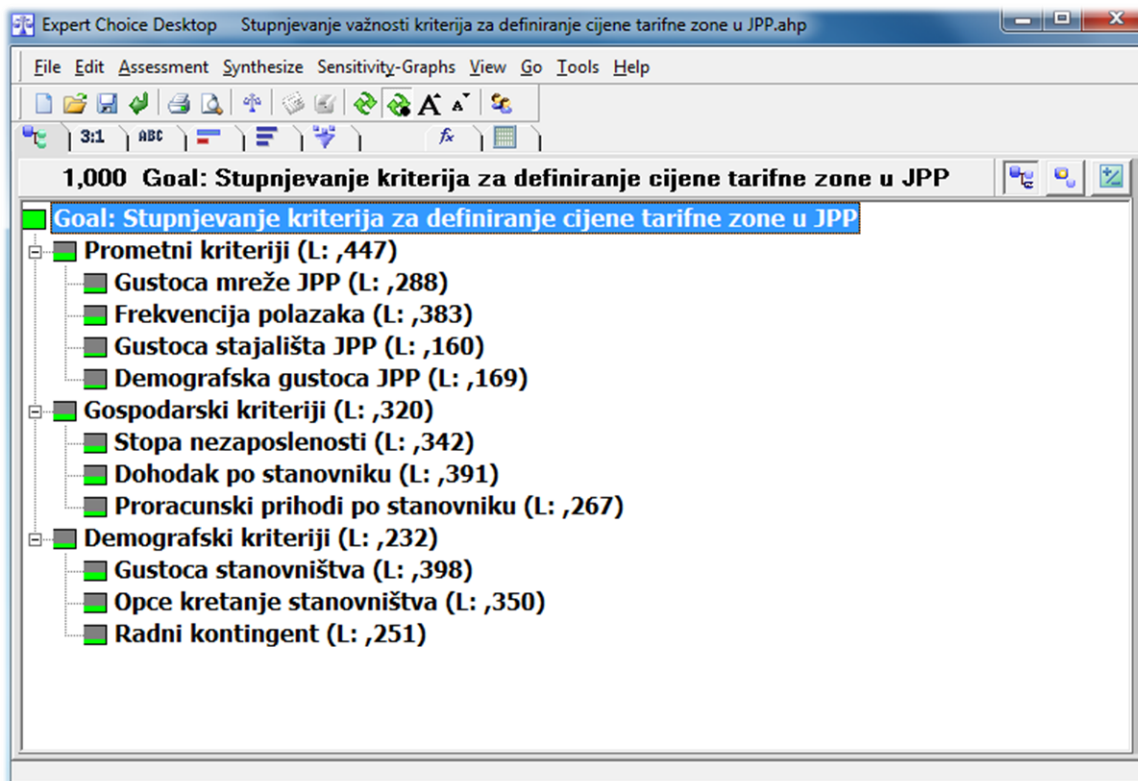 Expert Choice Desktop Stupnjevanje važnosti kriterija za definiranje cijene tarifne zone u JPP.ahp
File Edit Assessment Synthesize Sensitivity-Graphs View Go Tools Help
A A
3:1 ABC fx
1,000 Goal: Stupnjevanje kriterija za definiranje cijene tarifne zone u JPP
Goal: Stupnjevanje kriterija za definiranje cijene tarifne zone u JPP
Prometni kriteriji (L: ,447)
Gustoca mreže JPP (L: ,288)
Frekvencija polazaka (L: ,383)
Gustoca stajališta JPP (L: ,160)
Demografska gustoca JPP (L: ,169)
Gospodarski kriteriji (L: ,320)
Stopa nezaposlenosti (L: ,342)
Dohodak po stanovniku (L: ,391)
Proracunski prihodi po stanovniku (L: ,267)
Demografski kriteriji (L: ,232)
Gustoca stanovništva (L: ,398)
Opce kretanje stanovništva (L: ,350)
Radni kontingent (L: ,251)